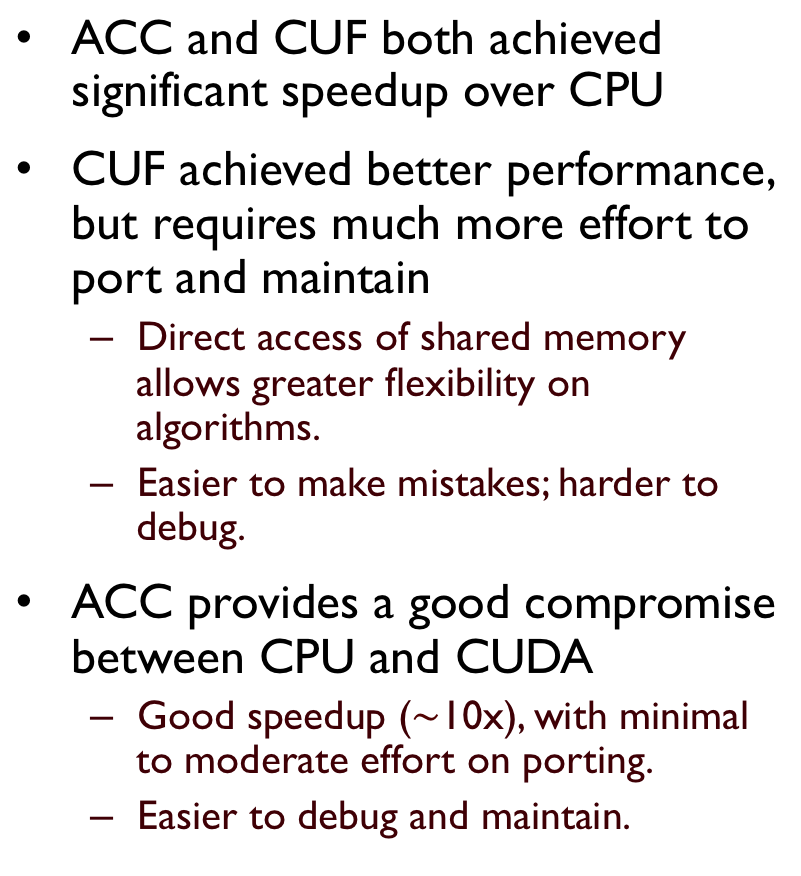 • ACC and CUF both achieved
significant speedup over CPU
• CUF achieved better performance,
but requires much more effort to
port and maintain
– Direct access of shared memory
allows greater flexibility on
algorithms.
– Easier to make mistakes; harder to
debug.
• ACC provides a good compromise
between CPU and CUDA
– Good speedup (~10x), with minimal
to moderate effort on porting.
– Easier to debug and maintain.